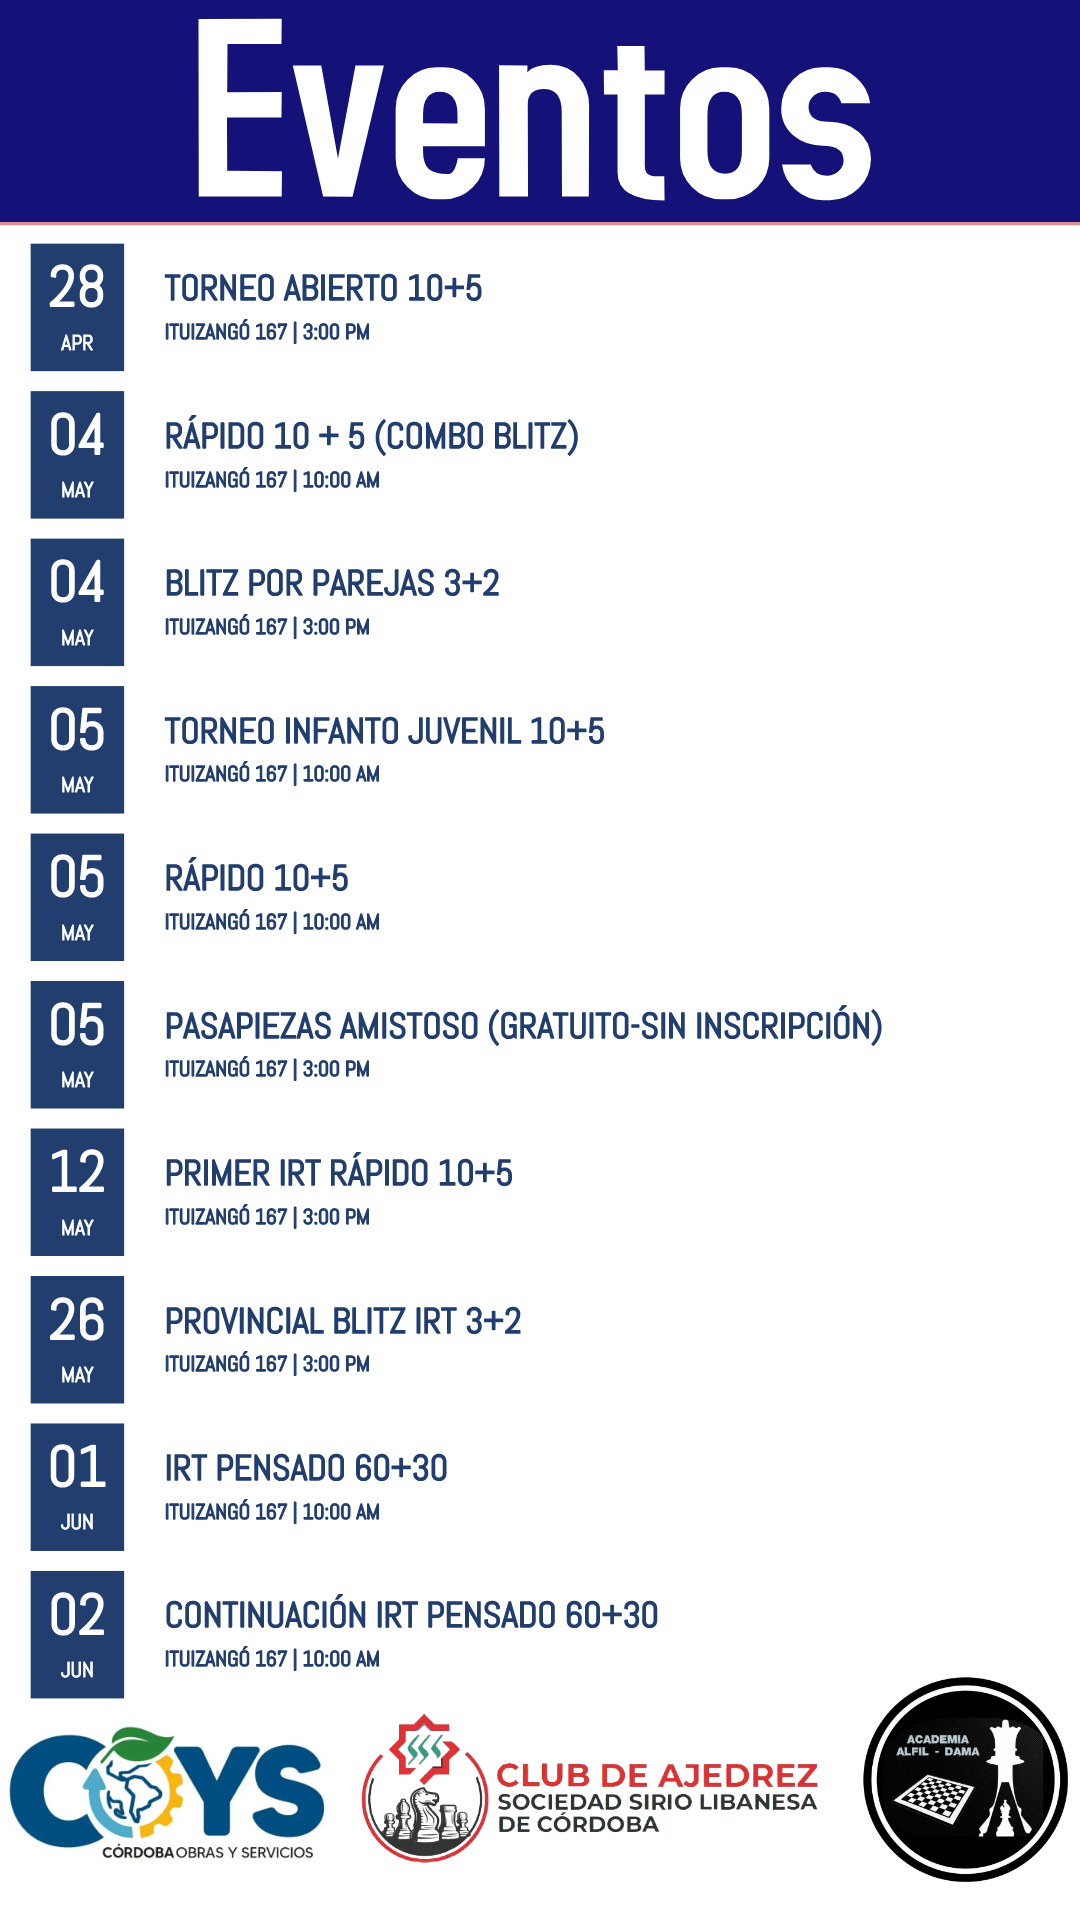 Eventos
28
APR
TORNEO ABIERTO 10+5
ITUIZANGÓ 167 | 3:00 PM
04
MAY
RÁPIDO 10 + 5 (COMBO BLITZ)
ITUIZANGÓ 167 | 10:00 AM
04
MAY
BLITZ POR PAREJAS 3+2
ITUIZANGÓ 167 | 3:00 PM
05
MAY
TORNEO INFANTO JUVENIL 10+5
ITUIZANGÓ 167 | 10:00 AM
05
MAY
RÁPIDO 10+5
ITUIZANGÓ 167 | 10:00 AM
05
MAY
PASAPIEZAS AMISTOSO (GRATUITO-SIN INSCRIPCIÓN)
ITUIZANGÓ 167 | 3:00 PM
12
MAY
PRIMER IRT RÁPIDO 10+5
ITUIZANGÓ 167 | 3:00 PM
26
MAY
PROVINCIAL BLITZ IRT 3+2
ITUIZANGÓ 167 | 3:00 PM
01
JUN
IRT PENSADO 60+30
ITUIZANGÓ 167 | 10:00 AM
02
JUN
CONTINUACIÓN IRT PENSADO 60+30
ITUIZANGÓ 167 | 10:00 AM
COYS
CÓRDOBA OBRAS Y SERVICIOS
CLUB DE AJEDREZ
SOCIEDAD SIRIO LIBANESA
DE CÓRDOBA
ACADEMIA
ALFIL - DAMA